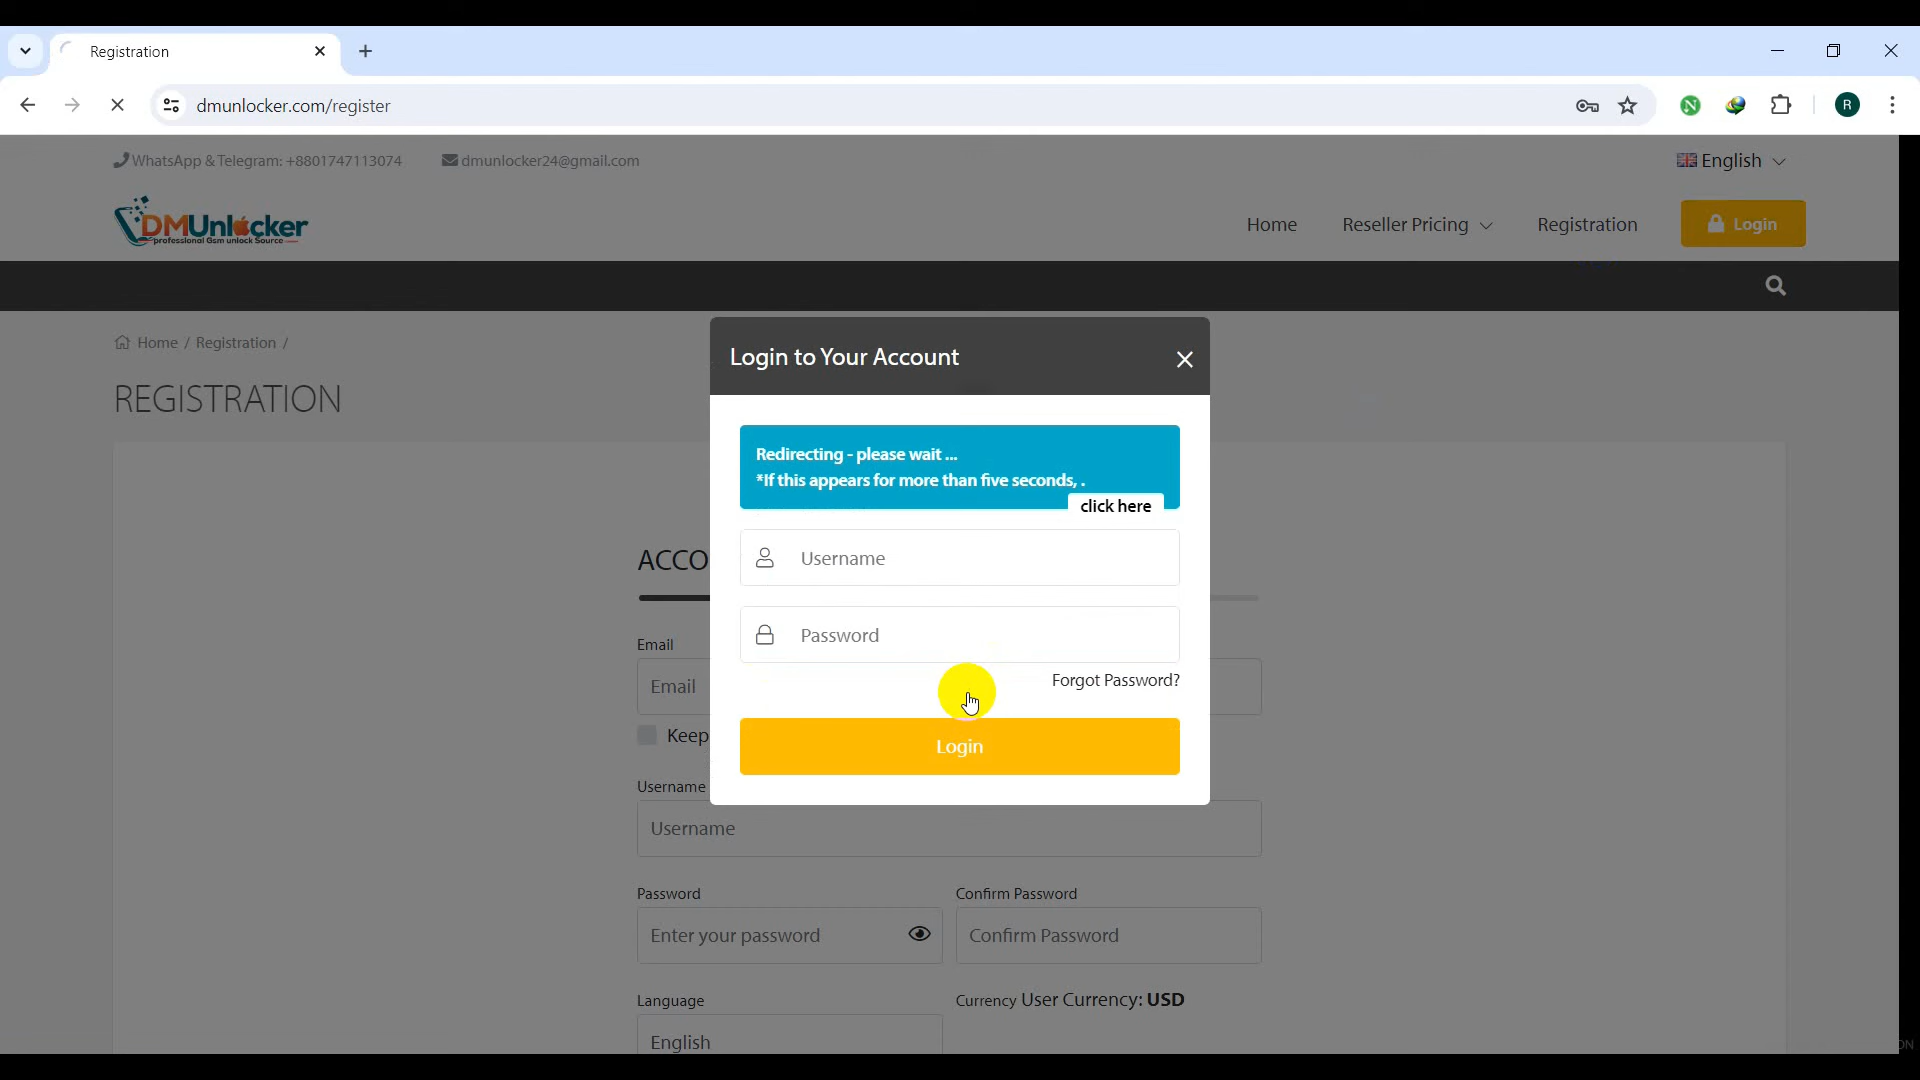 Registration
dmunlocker.com/register
R
WhatsApp & Telegram: +8801747113074
dmunlocker24@gmail.com
English
DMUnlocker
professional Gsm unlock Source
Home
Reseller Pricing
Registration
Login
Home / Registration /
REGISTRATION
Login to Your Account
Redirecting - please wait ...
*If this appears for more than five seconds, .
click here
Username
Password
Forgot Password?
Login
ACCO
Email
Email
Keep
Username
Username
Password
Confirm Password
Enter your password
Confirm Password
Language
Currency User Currency: USD
English
ON